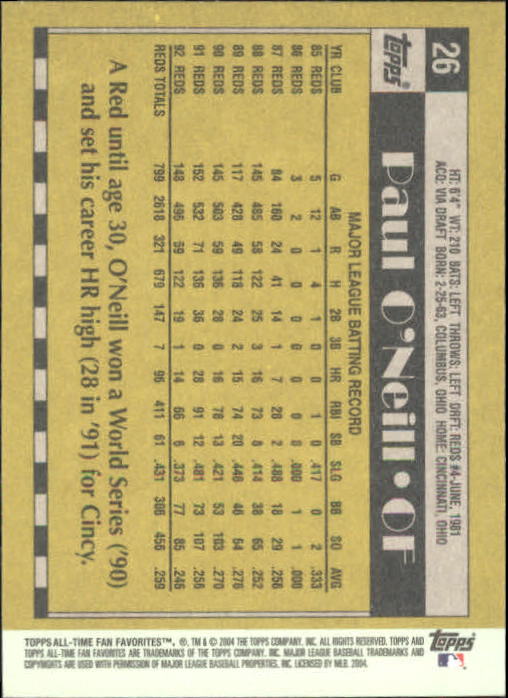 26
Topps
Paul O'Neill • OF
HT: 6'4" WT: 210 BATS: LEFT THROWS: LEFT DRFT: REDS #4-JUNE, 1981
ACQ: VIA DRAFT BORN: 2-25-63, COLUMBUS, OHIO HOME: CINCINNATI, OHIO
MAJOR LEAGUE BATTING RECORD
YR CLUB G AB R H 2B 3B HR RBI SB SLG BB SO AVG
85 REDS 5 12 1 4 1 0 0 1 0 .417 0 2 .333
86 REDS 3 2 0 0 0 0 0 0 0 .000 1 1 .000
87 REDS 84 160 24 41 14 1 7 28 2 .488 18 29 .256
88 REDS 145 485 58 122 25 3 16 73 8 .414 38 65 .252
89 REDS 117 428 49 118 24 2 15 74 20 .446 46 64 .276
90 REDS 145 503 59 136 28 0 16 78 13 .421 53 103 .270
91 REDS 152 532 71 136 36 0 28 91 12 .481 73 107 .256
92 REDS 148 496 59 122 19 1 14 66 6 .373 77 85 .246
REDS TOTALS 799 2618 321 679 147 7 96 411 61 .431 306 456 .259
A Red until age 30, O'Neill won a World Series ('90)
and set his career HR high (28 in '91) for Cincy.
TOPPS ALL-TIME FAN FAVORITES™. ®, TM & © 2004 THE TOPPS COMPANY, INC. ALL RIGHTS RESERVED. TOPPS AND
TOPPS ALL-TIME FAN FAVORITES ARE TRADEMARKS OF THE TOPPS COMPANY, INC. MAJOR LEAGUE BASEBALL TRADEMARKS AND
COPYRIGHTS ARE USED WITH PERMISSION OF MAJOR LEAGUE BASEBALL PROPERTIES, INC. LICENSED BY MLB, 2004.
Topps